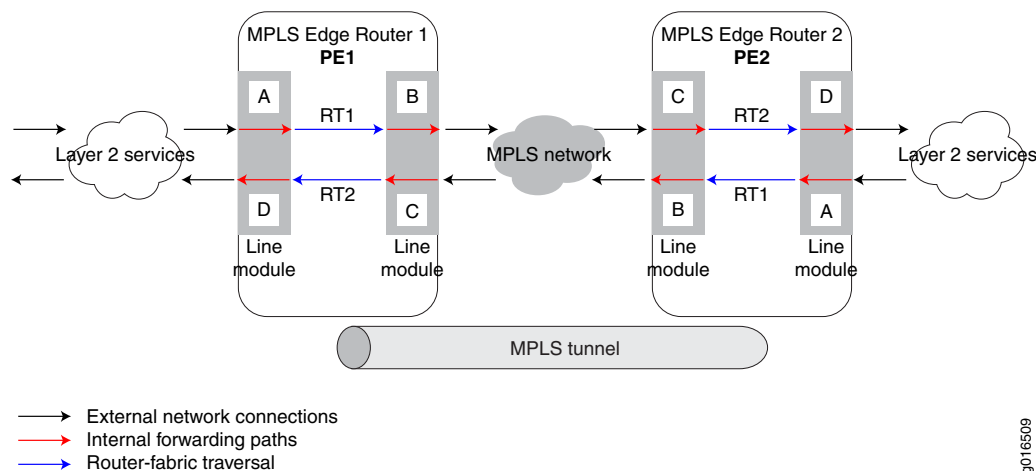 MPLS Edge Router 1
PE1
MPLS Edge Router 2
PE2
A
B
C
D
RT1
RT2
Layer 2 services
MPLS network
Layer 2 services
RT2
RT1
D
C
B
A
Line
module
Line
module
Line
module
Line
module
MPLS tunnel
External network connections
Internal forwarding paths
Router-fabric traversal
g016509